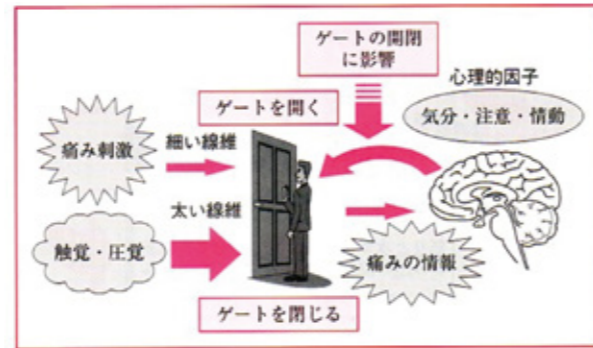 ゲートの開閉
に影響
心理的因子
ゲートを開く
気分・注意・情動
痛み刺激
細い線維
太い線維
触覚・圧覚
痛みの情報
ゲートを閉じる